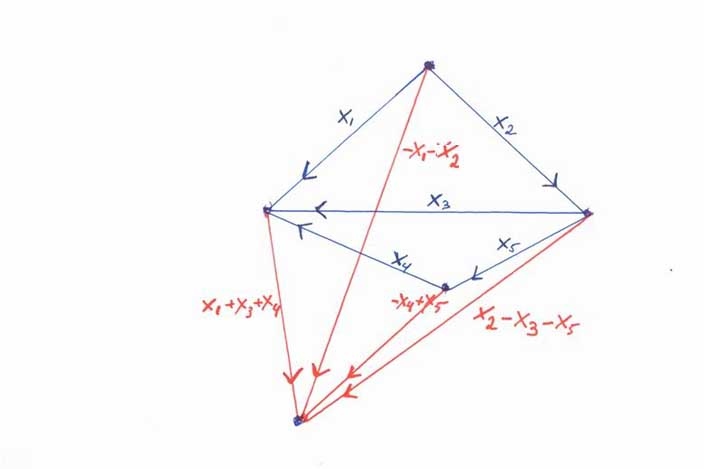 x₁
x₂
-x₁-x₂
x₃
x₄
x₅
x₁+x₃+x₄
-x₄+x₅
x₂-x₃-x₅